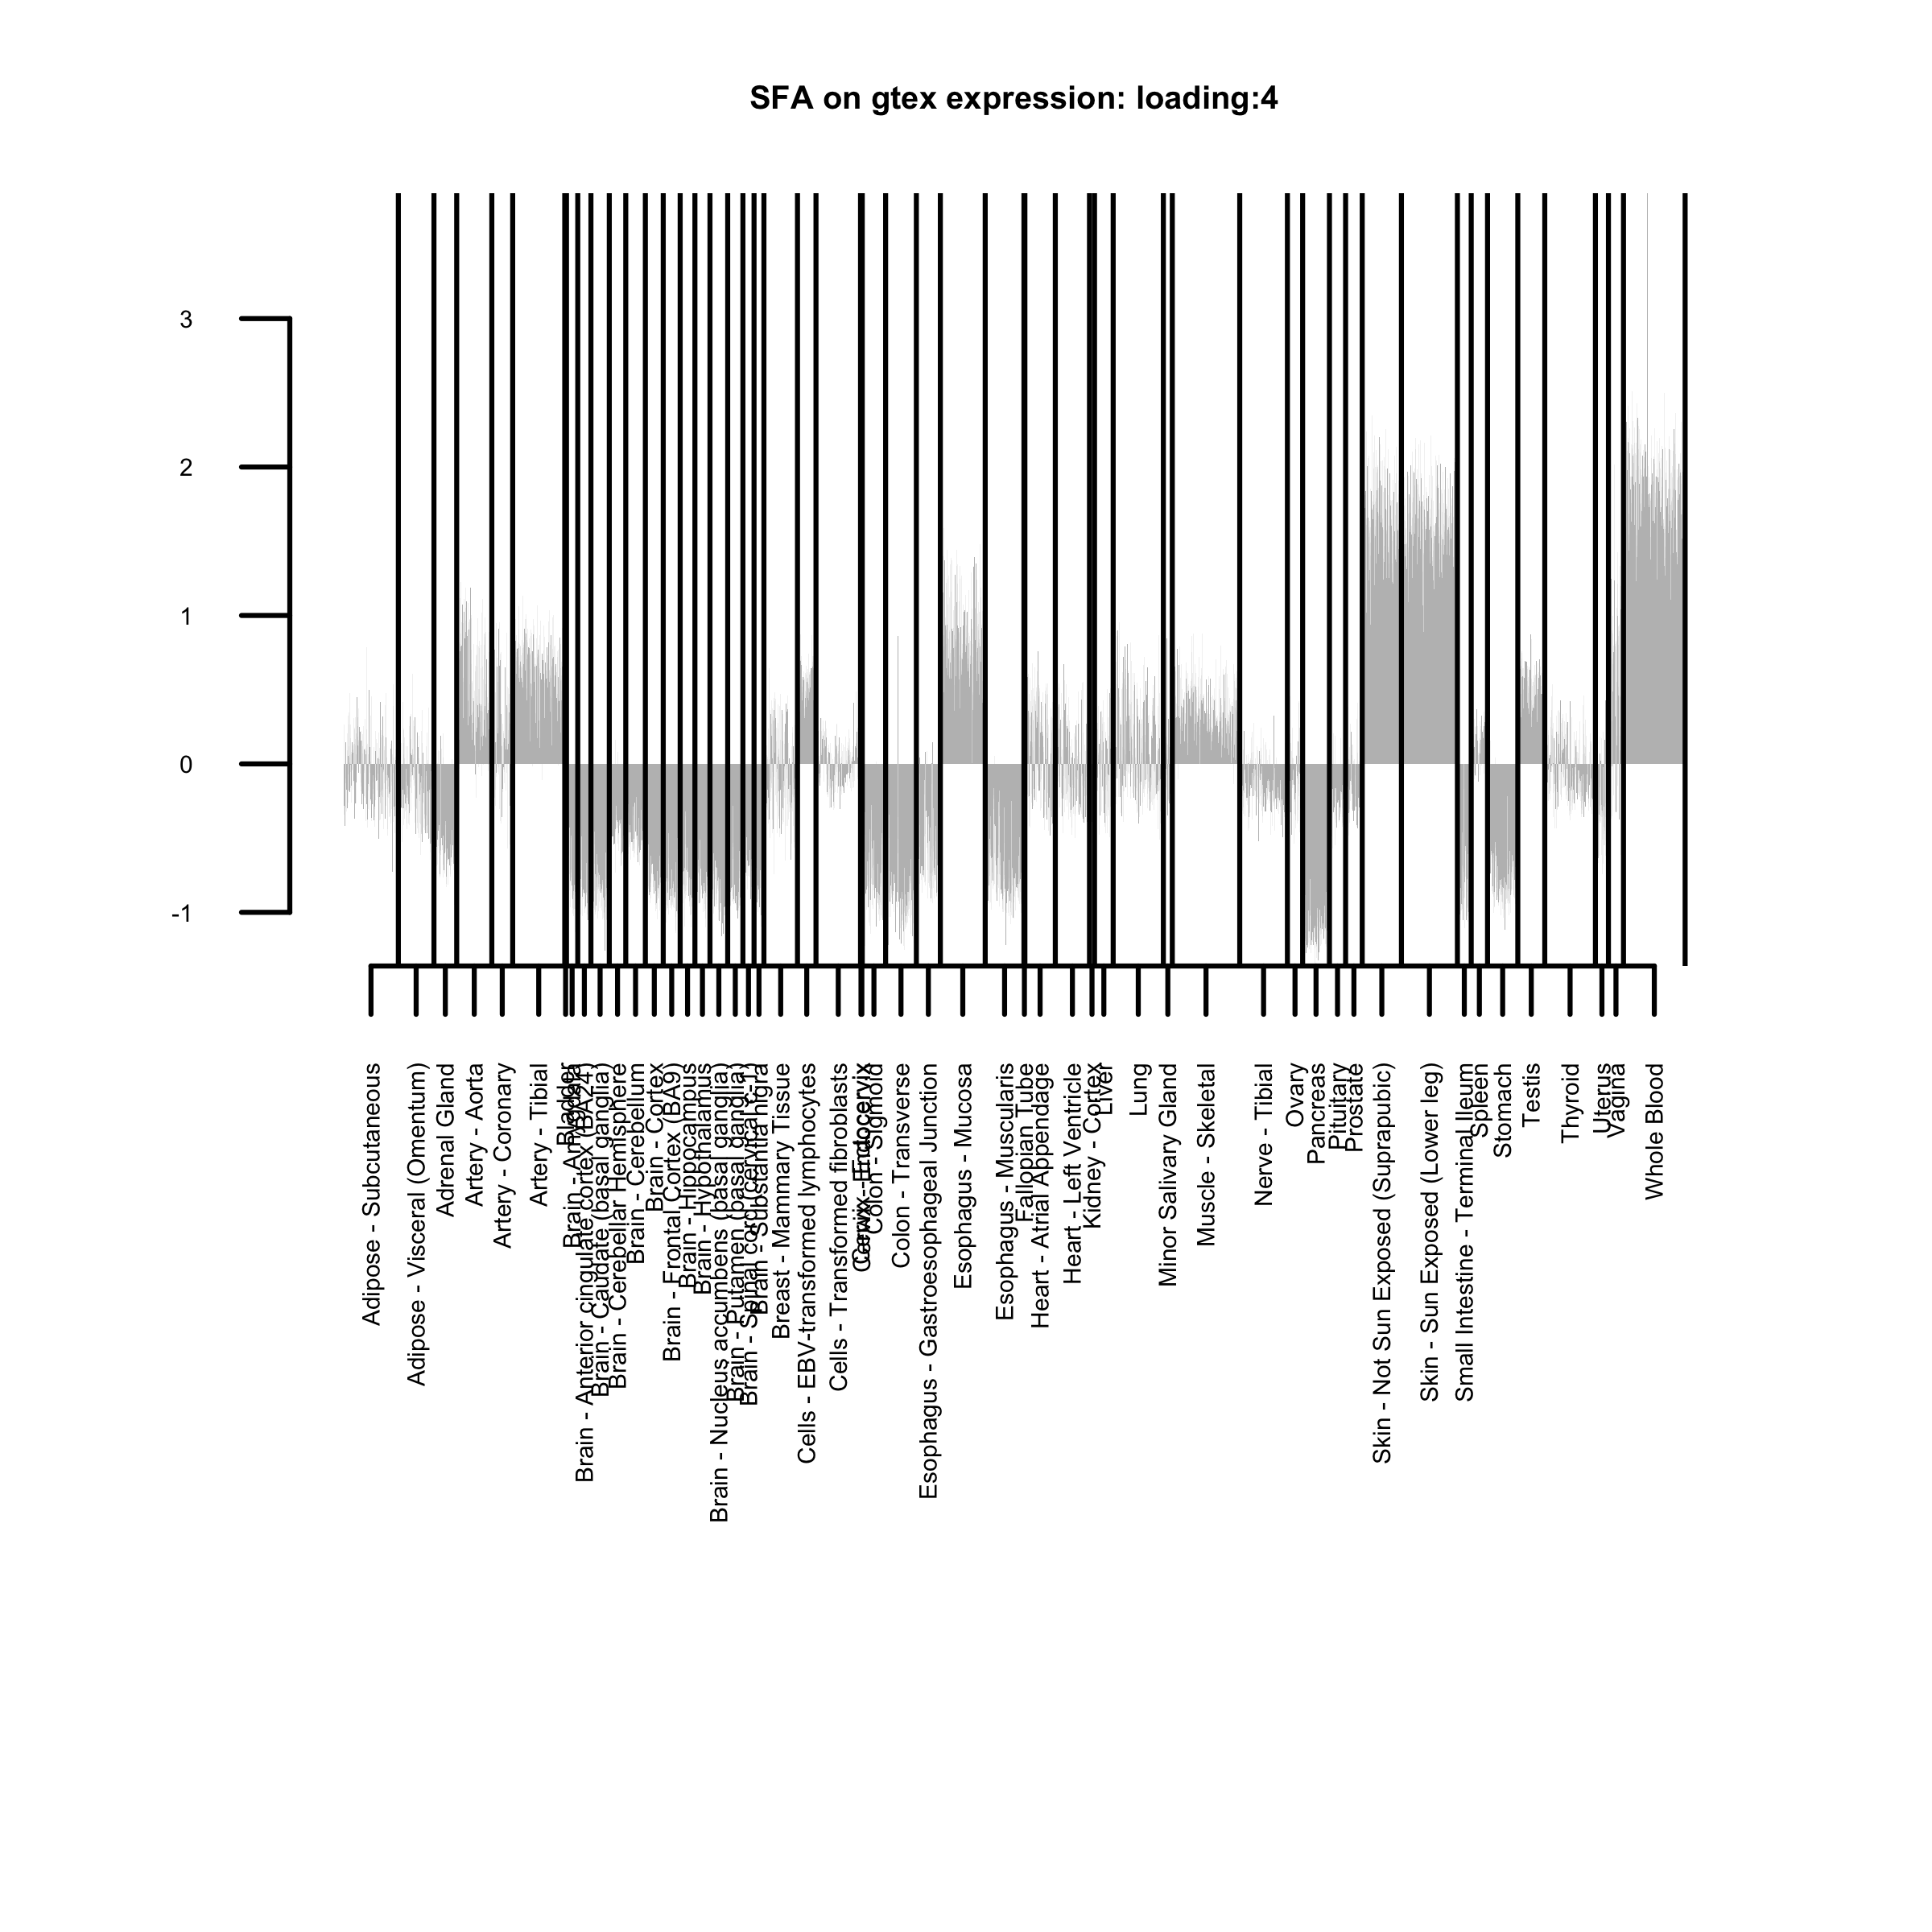 SFA on gtex expression: loading:4
3
2
1
0
-1
Adipose - Subcutaneous
Adipose - Visceral (Omentum)
Adrenal Gland
Artery - Aorta
Artery - Coronary
Artery - Tibial
Bladder
Brain - Amygdala
Brain - Anterior cingulate cortex (BA24)
Brain - Caudate (basal ganglia)
Brain - Cerebellar Hemisphere
Brain - Cerebellum
Brain - Cortex
Brain - Frontal Cortex (BA9)
Brain - Hippocampus
Brain - Hypothalamus
Brain - Nucleus accumbens (basal ganglia)
Brain - Putamen (basal ganglia)
Brain - Spinal cord (cervical c-1)
Brain - Substantia nigra
Breast - Mammary Tissue
Cells - EBV-transformed lymphocytes
Cells - Transformed fibroblasts
Cervix - Endocervix
Colon - Sigmoid
Colon - Transverse
Esophagus - Gastroesophageal Junction
Esophagus - Mucosa
Esophagus - Muscularis
Fallopian Tube
Heart - Atrial Appendage
Heart - Left Ventricle
Kidney - Cortex
Liver
Lung
Minor Salivary Gland
Muscle - Skeletal
Nerve - Tibial
Ovary
Pancreas
Pituitary
Prostate
Skin - Not Sun Exposed (Suprapubic)
Skin - Sun Exposed (Lower leg)
Small Intestine - Terminal Ileum
Spleen
Stomach
Testis
Thyroid
Uterus
Vagina
Whole Blood